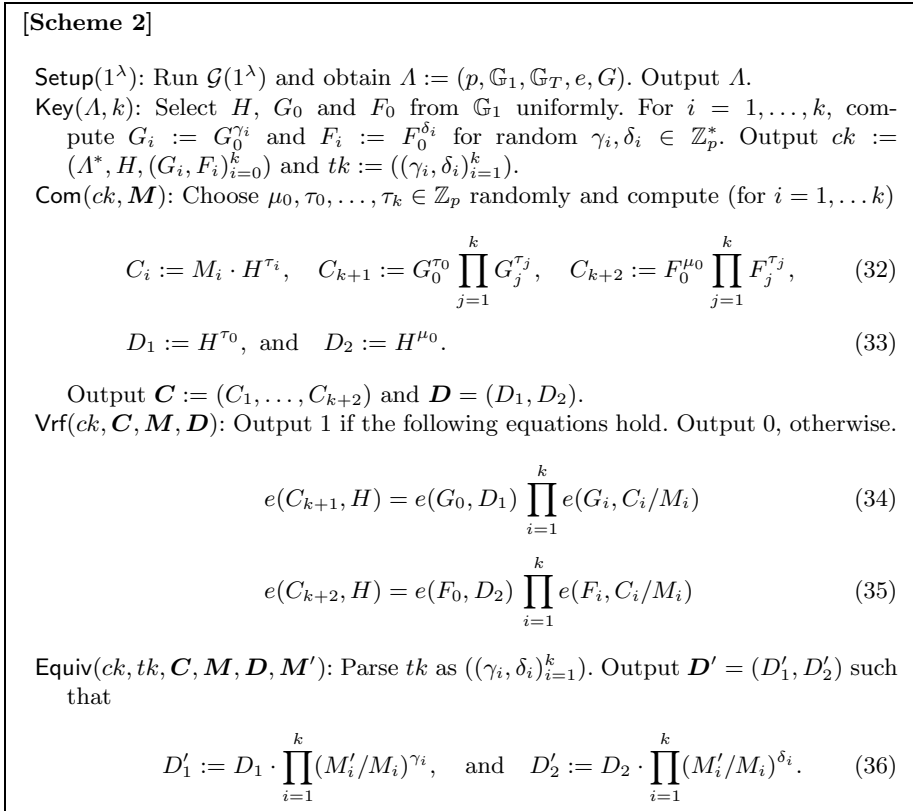 [Scheme 2]
Setup(1^λ): Run 𝒢(1^λ) and obtain Λ := (p, 𝔾_1, 𝔾_T, e, G). Output Λ.
Key(Λ, k): Select H, G_0 and F_0 from 𝔾_1 uniformly. For i = 1, . . . , k, com-
pute G_i := G_0^{γ_i} and F_i := F_0^{δ_i} for random γ_i, δ_i ∈ ℤ_p^*. Output ck :=
(Λ^*, H, (G_i, F_i)_{i=0}^k) and tk := ((γ_i, δ_i)_{i=1}^k).
Com(ck, M): Choose μ_0, τ_0, . . . , τ_k ∈ ℤ_p randomly and compute (for i = 1, . . . k)
C_i := M_i · H^{τ_i}, C_{k+1} := G_0^{τ_0} ∏_{j=1}^k G_j^{τ_j}, C_{k+2} := F_0^{μ_0} ∏_{j=1}^k F_j^{τ_j}, (32)
D_1 := H^{τ_0}, and D_2 := H^{μ_0}. (33)
Output C := (C_1, . . . , C_{k+2}) and D = (D_1, D_2).
Vrf(ck, C, M, D): Output 1 if the following equations hold. Output 0, otherwise.
e(C_{k+1}, H) = e(G_0, D_1) ∏_{i=1}^k e(G_i, C_i/M_i) (34)
e(C_{k+2}, H) = e(F_0, D_2) ∏_{i=1}^k e(F_i, C_i/M_i) (35)
Equiv(ck, tk, C, M, D, M′): Parse tk as ((γ_i, δ_i)_{i=1}^k). Output D′ = (D′_1, D′_2) such
that
D′_1 := D_1 · ∏_{i=1}^k (M′_i/M_i)^{γ_i}, and D′_2 := D_2 · ∏_{i=1}^k (M′_i/M_i)^{δ_i}. (36)